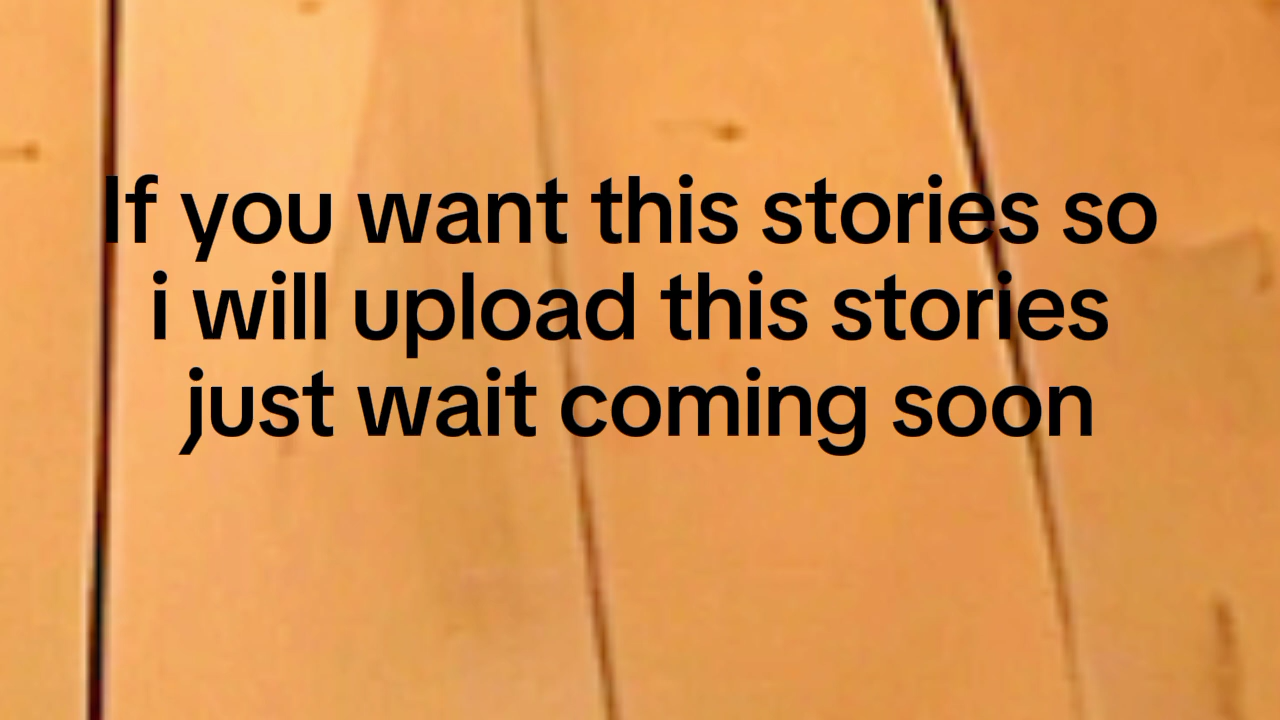 If you want this stories so
i will upload this stories
just wait coming soon